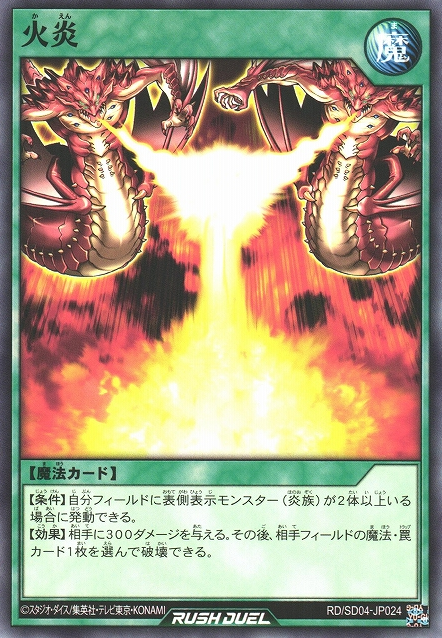 かえん
火炎
ま
魔
【魔法カード】
【条件】自分フィールドに表側表示モンスター（炎族）が2体以上いる
場合に発動できる。
【効果】相手に300ダメージを与える。その後、相手フィールドの魔法・罠
カード1枚を選んで破壊できる。
©スタジオ・ダイス/集英社・テレビ東京・KONAMI
RUSH DUEL
RD/SD04-JP024